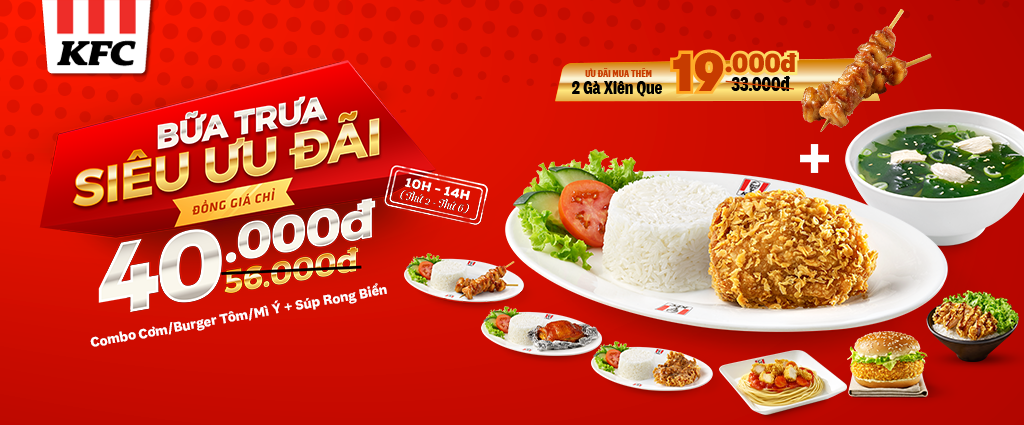 KFC
BỮA TRƯA
SIÊU ƯU ĐÃI
ĐỒNG GIÁ CHỈ
40.000đ
56.000đ
Combo Cơm/Burger Tôm/Mì Ý + Súp Rong Biển
10H - 14H
(Thứ 2 - Thứ 6)
ƯU ĐÃI MUA THÊM
2 Gà XIên Que
19.000đ
33.000đ
+
KFC